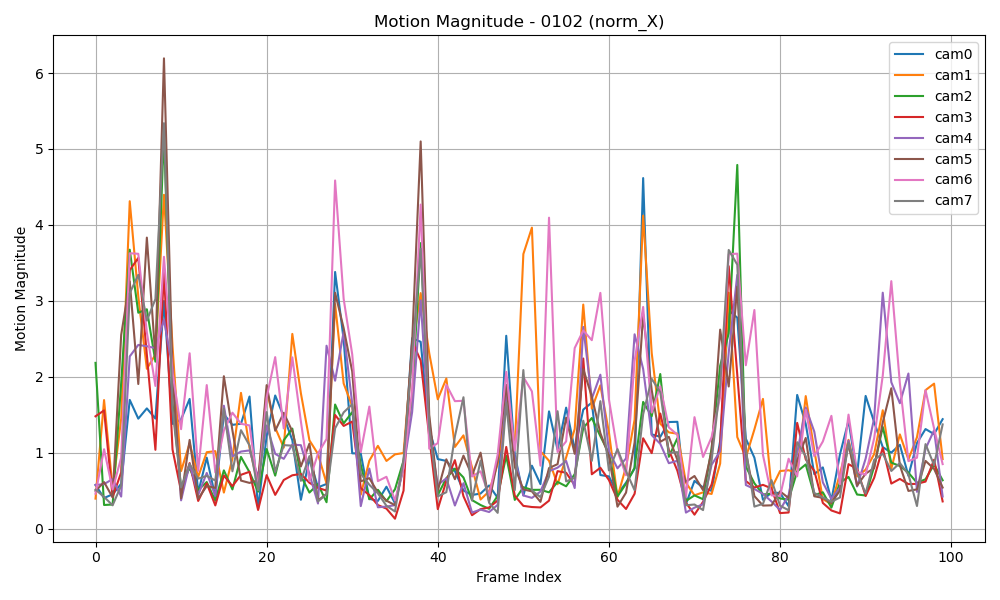 Motion Magnitude - 0102 (norm_X)
Motion Magnitude
6
5
4
3
2
1
0
0 20 40 60 80 100
Frame Index
cam0
cam1
cam2
cam3
cam4
cam5
cam6
cam7